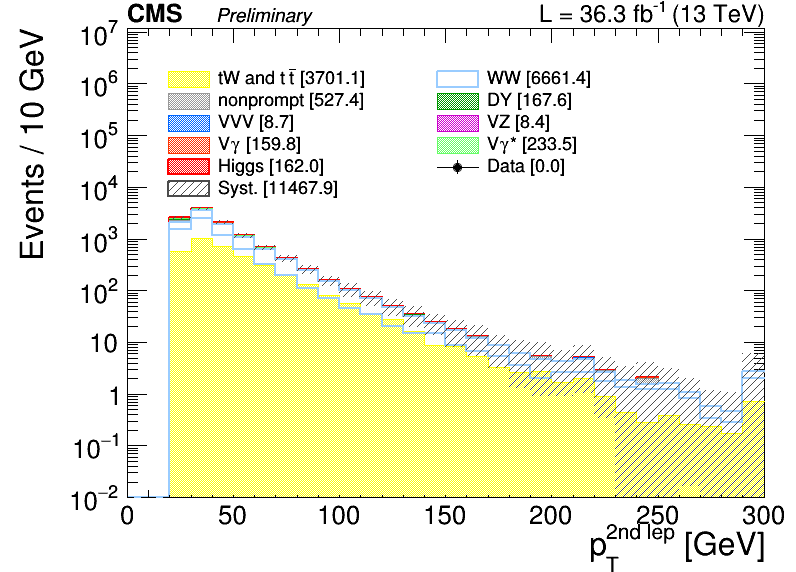 CMS Preliminary L = 36.3 fb⁻¹ (13 TeV)
Events / 10 GeV
10⁷
10⁶
10⁵
10⁴
10³
10²
10
1
10⁻¹
10⁻²
tW and tt̄ [3701.1]
nonprompt [527.4]
VVV [8.7]
Vγ [159.8]
Higgs [162.0]
Syst. [11467.9]
WW [6661.4]
DY [167.6]
VZ [8.4]
Vγ* [233.5]
Data [0.0]
0 50 100 150 200 250 300
p_T^2nd lep [GeV]